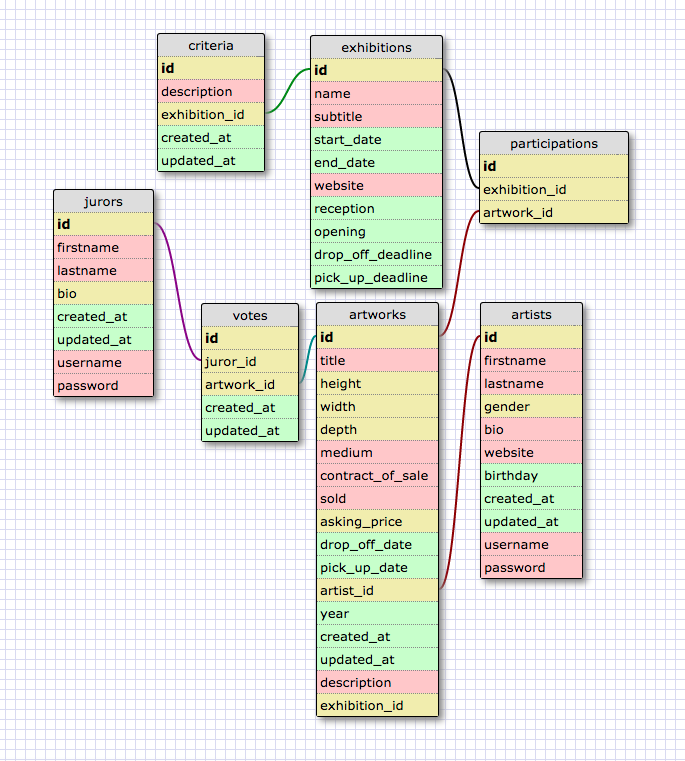 criteria
id
description
exhibition_id
created_at
updated_at
exhibitions
id
name
subtitle
start_date
end_date
website
reception
opening
drop_off_deadline
pick_up_deadline
participations
id
exhibition_id
artwork_id
jurors
id
firstname
lastname
bio
created_at
updated_at
username
password
votes
id
juror_id
artwork_id
created_at
updated_at
artworks
id
title
height
width
depth
medium
contract_of_sale
sold
asking_price
drop_off_date
pick_up_date
artist_id
year
created_at
updated_at
description
exhibition_id
artists
id
firstname
lastname
gender
bio
website
birthday
created_at
updated_at
username
password